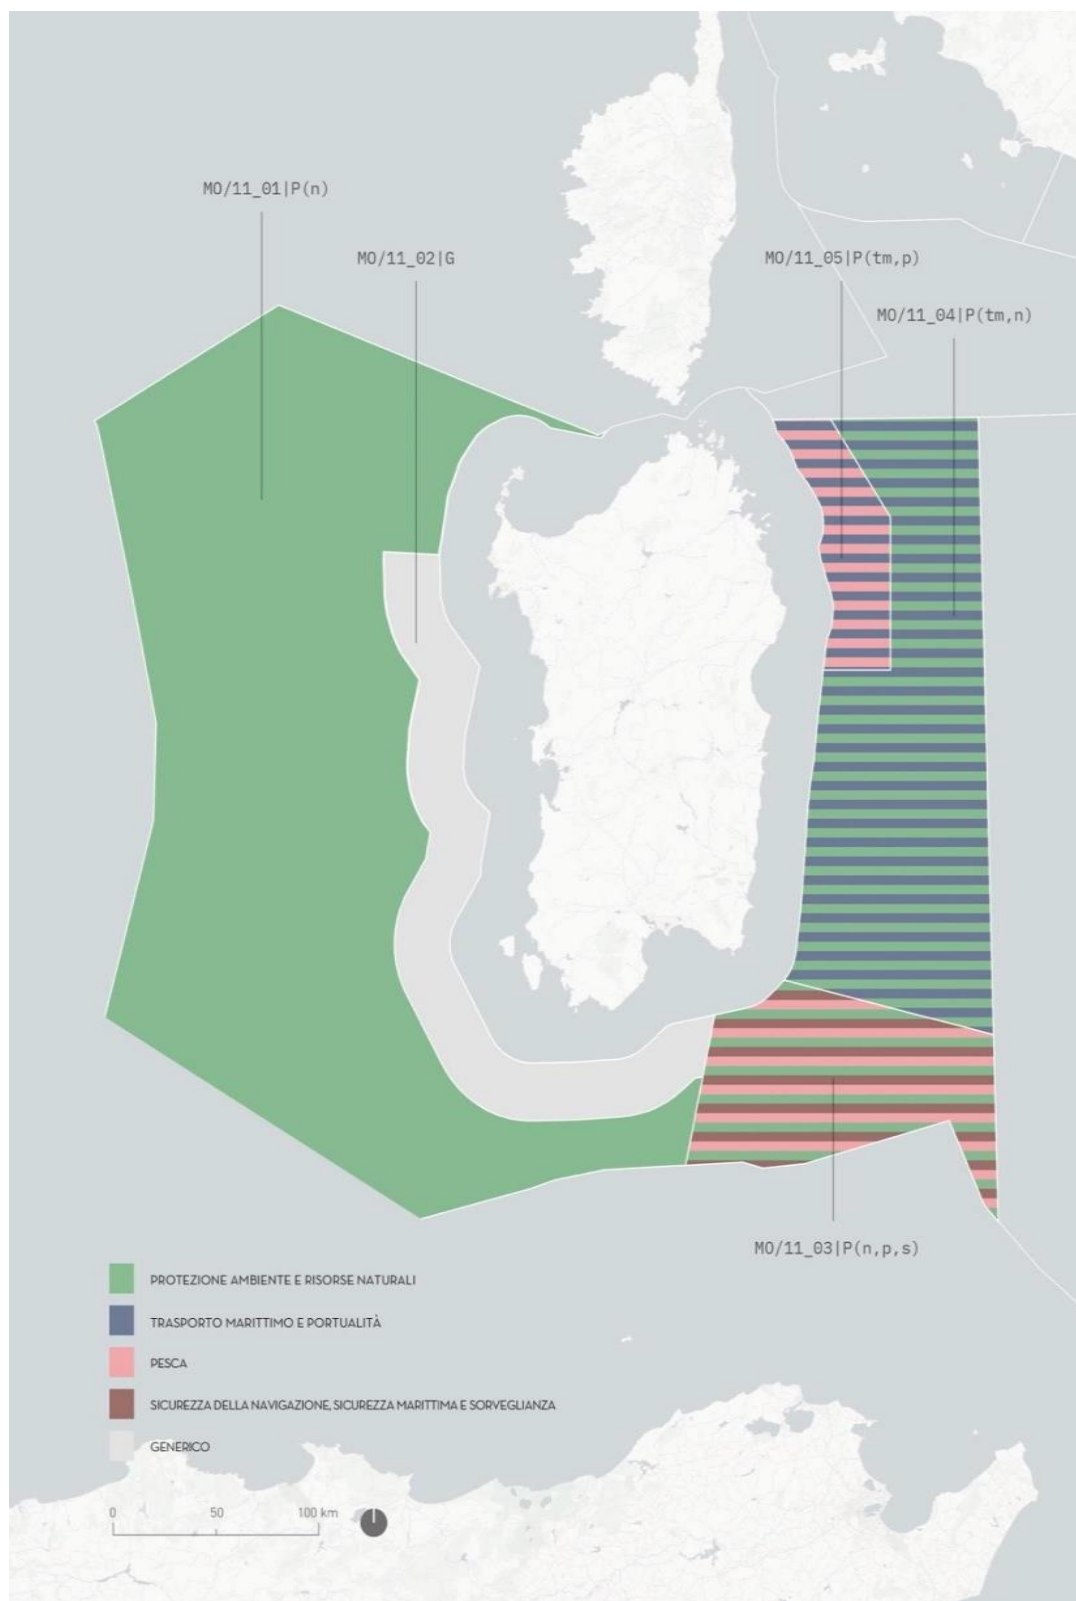 MO/11_01|P(n)
MO/11_02|G
MO/11_05|P(tm,p)
MO/11_04|P(tm,n)
MO/11_03|P(n,p,s)
PROTEZIONE AMBIENTE E RISORSE NATURALI
TRASPORTO MARITTIMO E PORTUALITÀ
PESCA
SICUREZZA DELLA NAVIGAZIONE, SICUREZZA MARITTIMA E SORVEGLIANZA
GENERICO
0 50 100 km